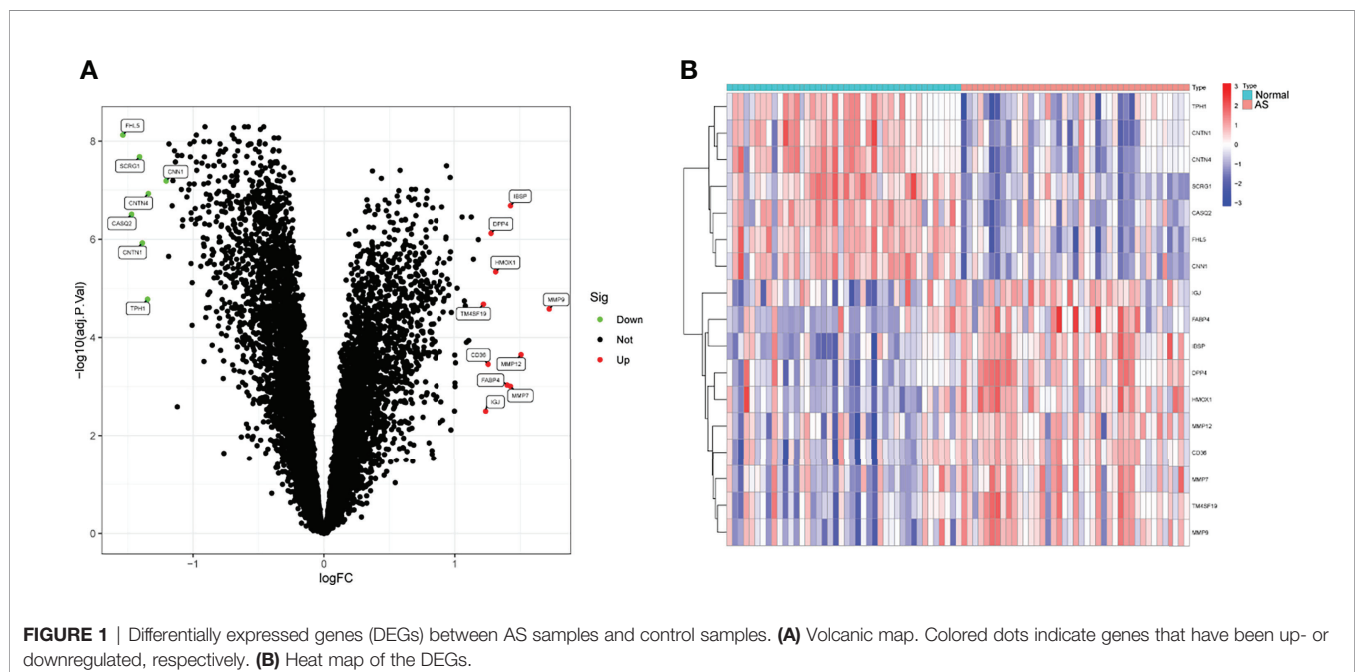 A
B
FHL5
SCRG1
CNN1
CNTN4
CASQ2
CNTN1
TPH1
IBSP
DPP4
HMOX1
MMP9
TM4SF19
CD36
MMP12
FABP4
MMP7
IGJ
8
6
4
2
0
−1
0
1
−log10(adj.P.Val)
logFC
Sig
Down
Not
Up
Type
TPH1
CNTN1
CNTN4
SCRG1
CASQ2
FHL5
CNN1
IGJ
FABP4
IBSP
DPP4
HMOX1
MMP12
CD36
MMP7
TM4SF19
MMP9
3
2
1
0
−1
−2
−3
Type
Normal
AS
FIGURE 1 | Differentially expressed genes (DEGs) between AS samples and control samples. (A) Volcanic map. Colored dots indicate genes that have been up- or
downregulated, respectively. (B) Heat map of the DEGs.